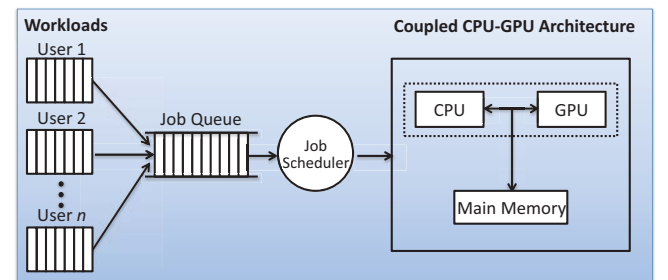 Workloads
Coupled CPU-GPU Architecture
User 1
User 2
User n
Job Queue
Job
Scheduler
CPU
GPU
Main Memory